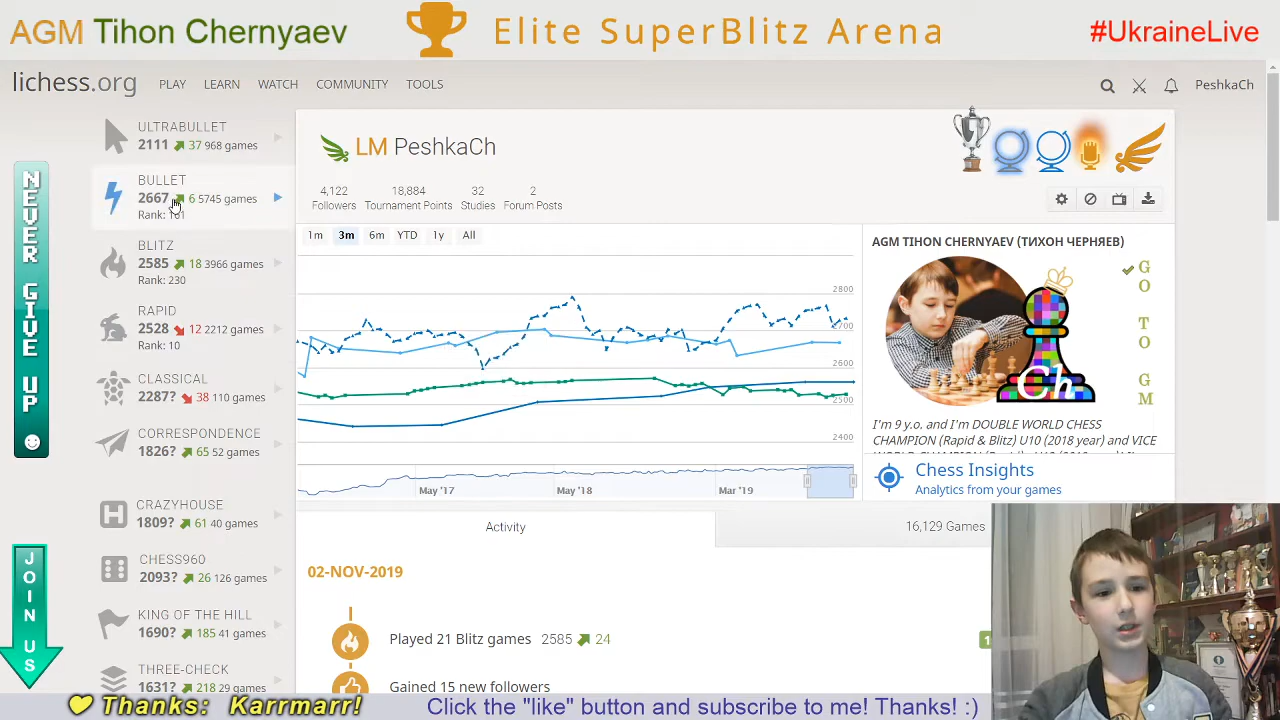 AGM Tihon Chernyaev
Elite SuperBlitz Arena
#UkraineLive
lichess.org
PLAY LEARN WATCH COMMUNITY TOOLS
PeshkaCh
NEVER GIVE UP
JOIN US
ULTRABULLET
2111 37 968 games
BULLET
2667 6 5745 games
BLITZ
2585 18 3966 games
Rank: 230
RAPID
2528 12 2212 games
Rank: 10
CLASSICAL
2287? 38 110 games
CORRESPONDENCE
1826? 65 52 games
CRAZYHOUSE
1809? 61 40 games
CHESS960
2093? 26 126 games
KING OF THE HILL
1690? 185 41 games
THREE-CHECK
1631? 218 29 games
LM PeshkaCh
4,122 18,884 32 2
Followers TournamentPoints Studies Forum Posts
1m 3m 6m YTD 1y All
2800
2700
2600
2500
2400
May '17 May '18 Mar '19
AGM TIHON CHERNYAEV (ТИХОН ЧЕРНЯЕВ)
Ch
GO TO GM
I'm 9 y.o. and I'm DOUBLE WORLD CHESS
CHAMPION (Rapid & Blitz) U10 (2018 year) and VICE
Chess Insights
Analytics from your games
Activity
16,129 Games
02-NOV-2019
Played 21 Blitz games 2585 24
Gained 15 new followers
Thanks: Karrmarr!
Click the "like" button and subscribe to me! Thanks! :)